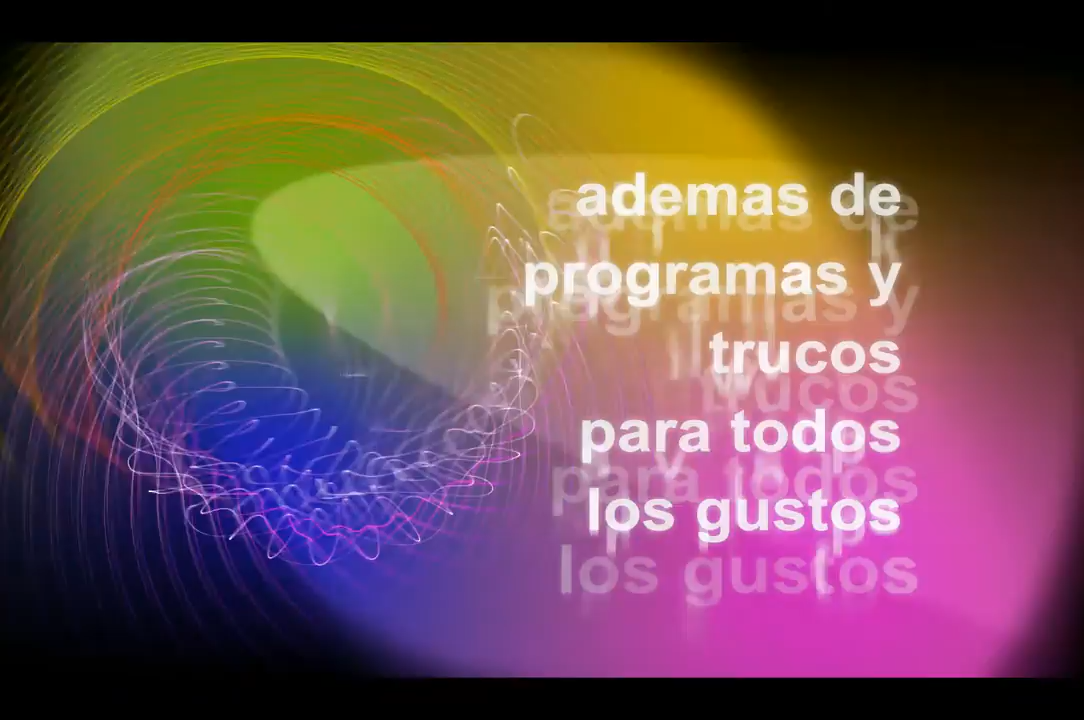 ademas de
programas y
trucos
para todos
los gustos